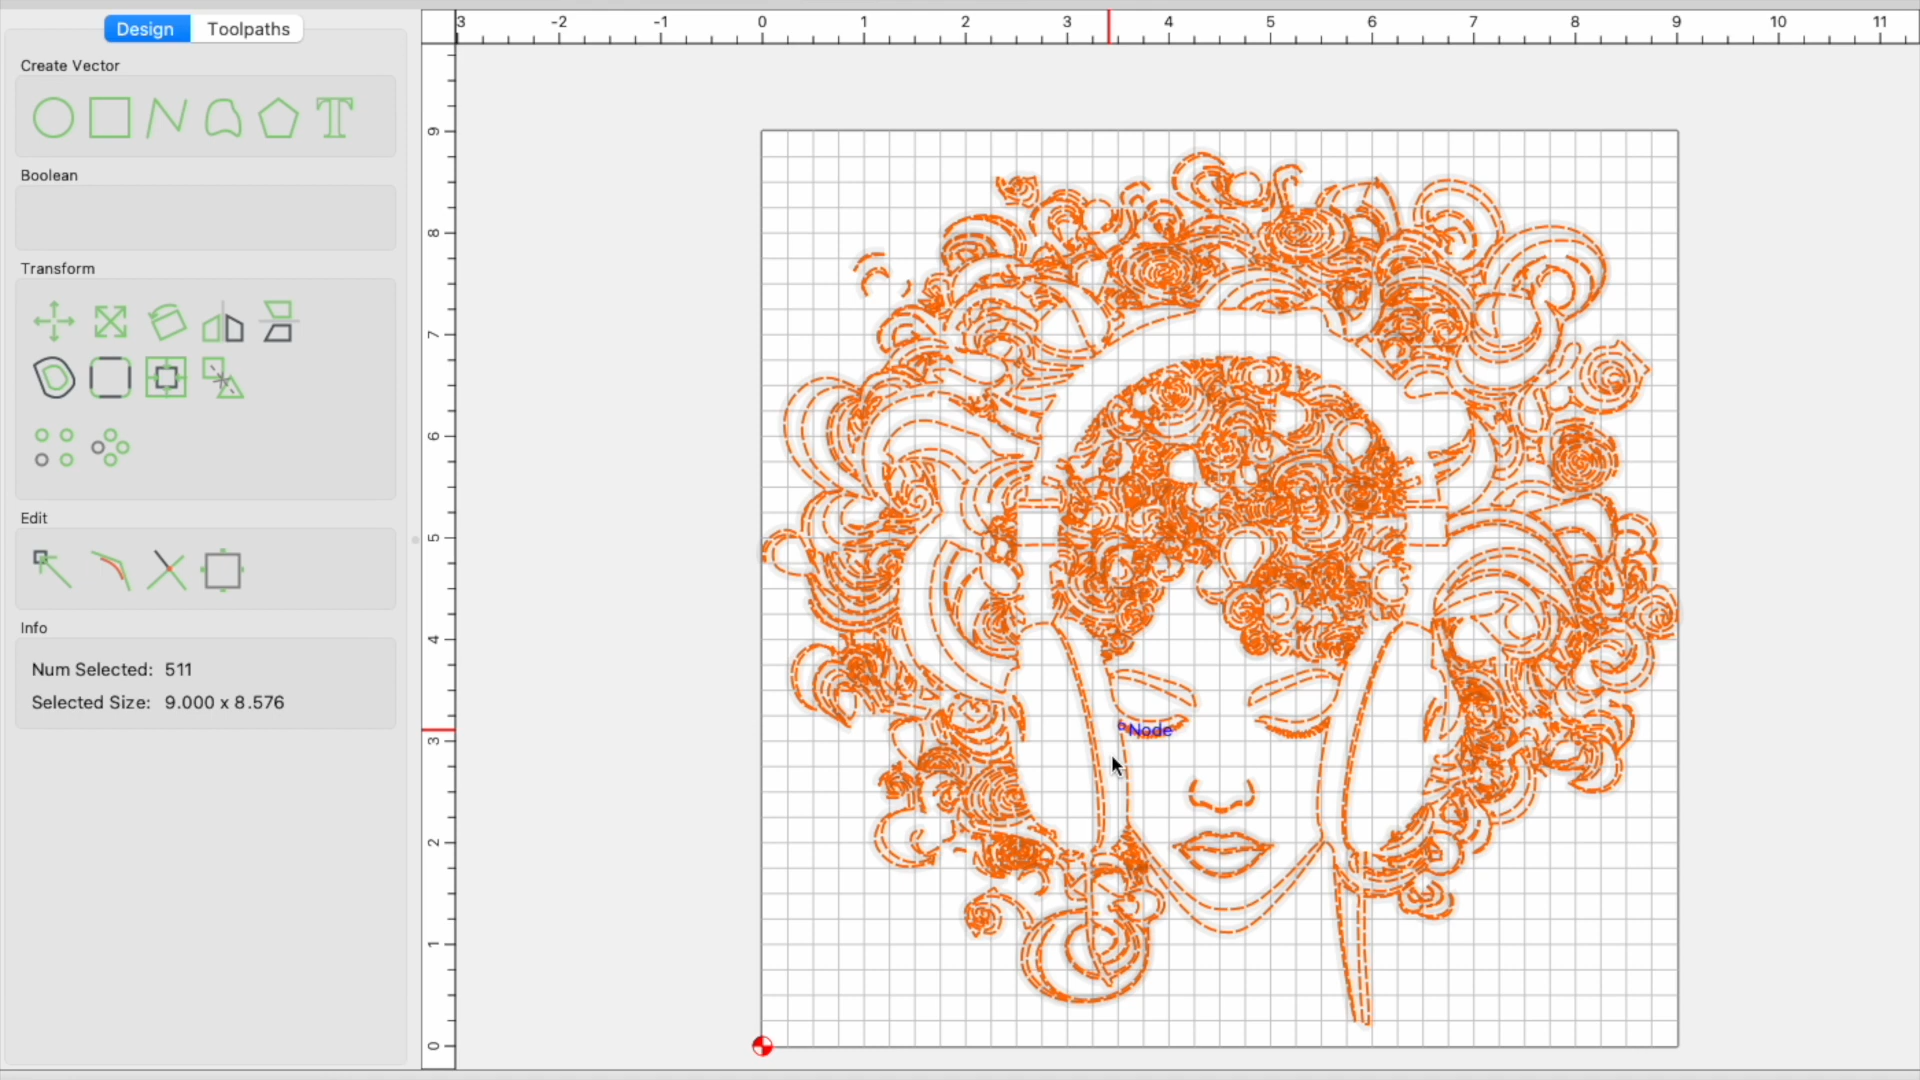 Design Toolpaths
3 -2 -1 0 1 2 3 4 5 6 7 8 9 10 11
Create Vector
T
Boolean
Transform
Edit
Info
Num Selected: 511
Selected Size: 9.000 x 8.576
9
8
7
6
5
4
3
2
1
0
Node